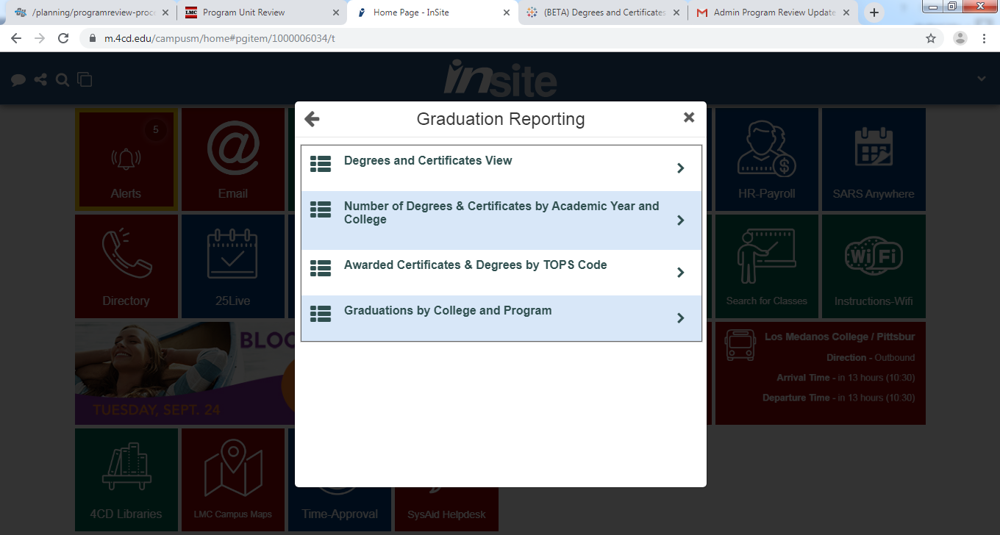 /planning/programreview-proce
LMC
Program Unit Review
Home Page - InSite
(BETA) Degrees and Certificates
Admin Program Review Update
m.4cd.edu/campusm/home#pgitem/1000006034/t
insite
Graduation Reporting
Degrees and Certificates View
Number of Degrees & Certificates by Academic Year and
College
Awarded Certificates & Degrees by TOPS Code
Graduations by College and Program
5
Alerts
Email
HR-Payroll
SARS Anywhere
Directory
25Live
Search for Classes
WiFi
Instructions-Wifi
BLOO
TUESDAY, SEPT. 24
Los Medanos College / Pittsbur
Direction - Outbound
Arrival Time - in 13 hours (10:30)
Departure Time - in 13 hours (10:30)
4CD Libraries
LMC Campus Maps
Time-Approval
SysAid Helpdesk